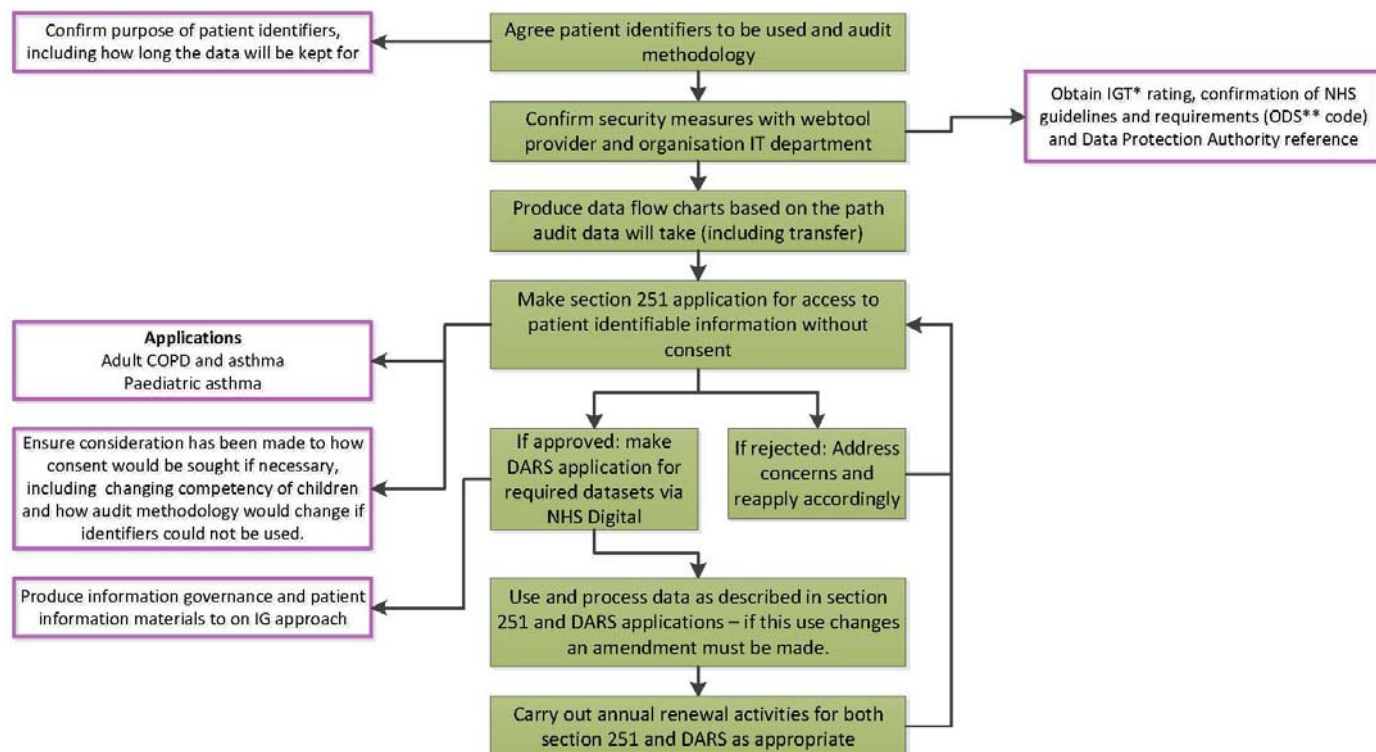 Confirm purpose of patient identifiers,
including how long the data will be kept for
Agree patient identifiers to be used and audit
methodology
Obtain IGT* rating, confirmation of NHS
guidelines and requirements (ODS** code)
and Data Protection Authority reference
Confirm security measures with webtool
provider and organisation IT department
Produce data flow charts based on the path
audit data will take (including transfer)
Make section 251 application for access to
patient identifiable information without
consent
Applications
Adult COPD and asthma
Paediatric asthma
Ensure consideration has been made to how
consent would be sought if necessary,
including changing competency of children
and how audit methodology would change if
identifiers could not be used.
If approved: make
DARS application for
required datasets via
NHS Digital
If rejected: Address
concerns and
reapply accordingly
Produce information governance and patient
information materials to on IG approach
Use and process data as described in section
251 and DARS applications – if this use changes
an amendment must be made.
Carry out annual renewal activities for both
section 251 and DARS as appropriate